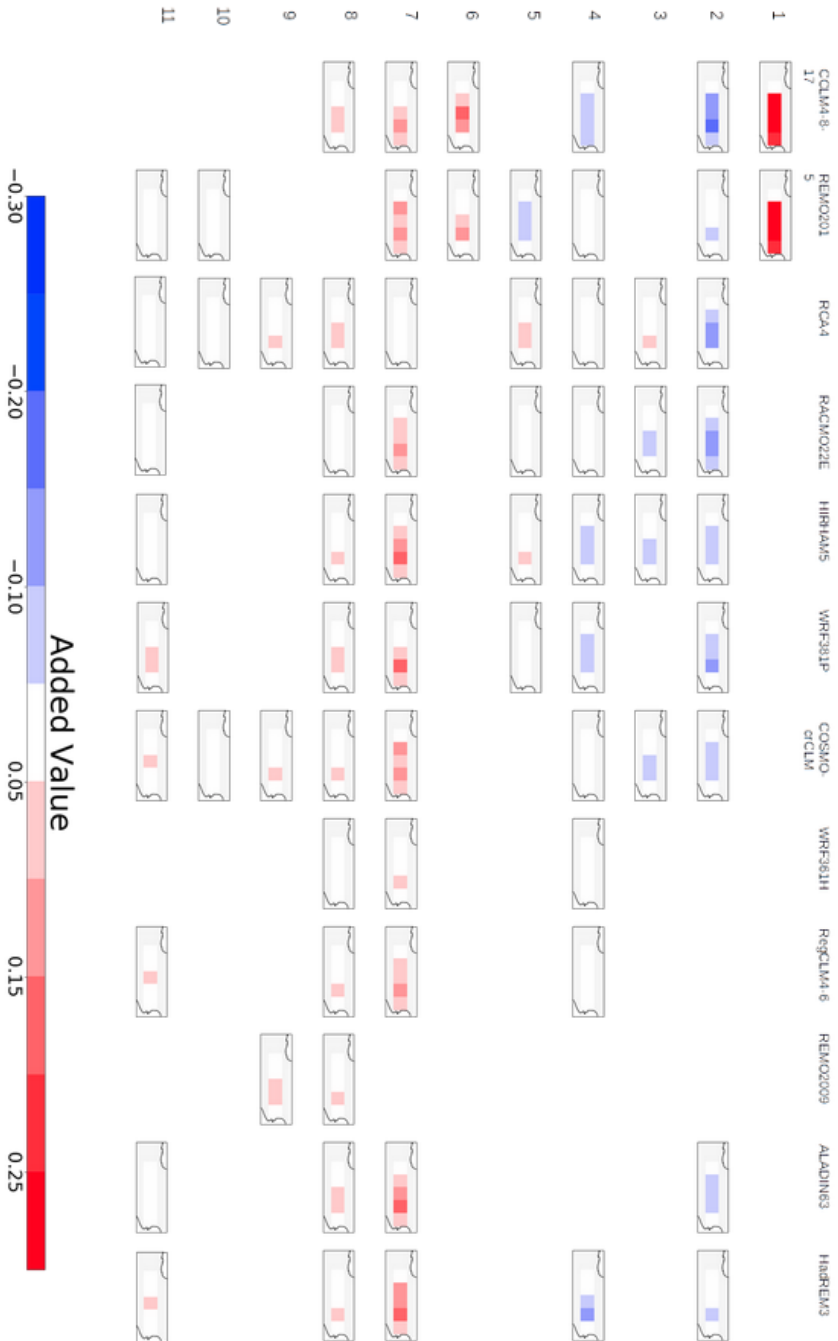 CCLM4-8-
17
REMO201
5
RCA4
RACMO22E
HIRHAM5
WRF381P
COSMO-
crCLM
WRF361H
RegCLM4-6
REMO2009
ALADIN63
HadREM3
1
2
3
4
5
6
7
8
9
10
11
Added Value
−0.30
−0.20
−0.10
0.05
0.15
0.25